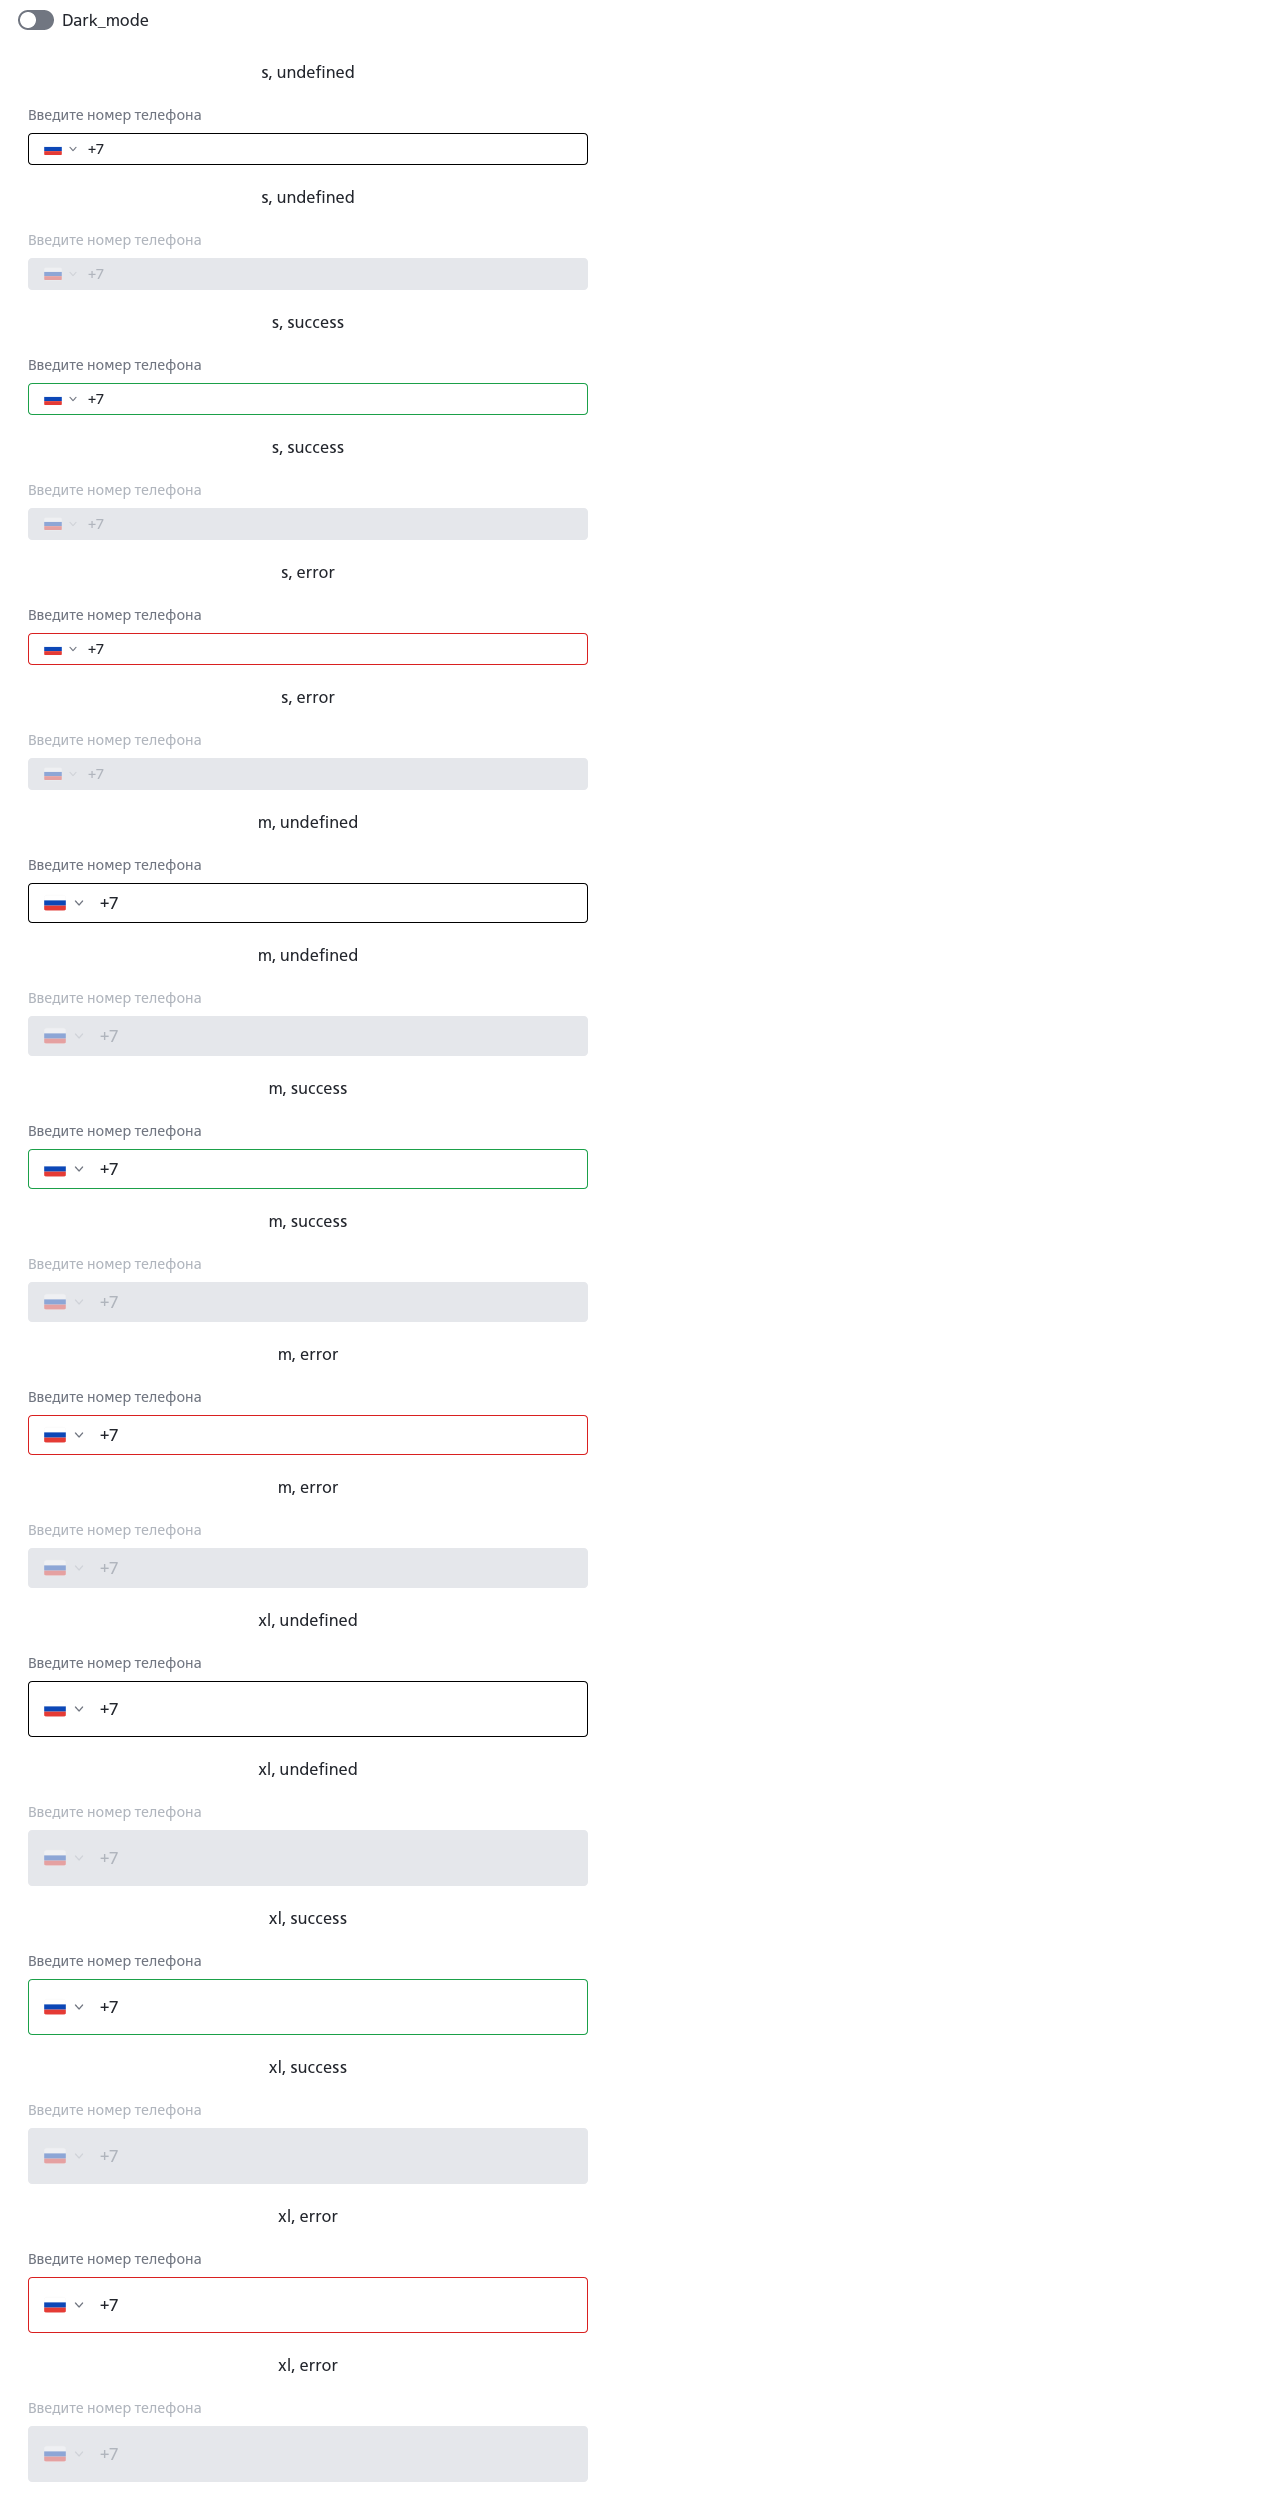 Dark_mode
s, undefined
Введите номер телефона
+7
s, undefined
Введите номер телефона
+7
s, success
Введите номер телефона
+7
s, success
Введите номер телефона
+7
s, error
Введите номер телефона
+7
s, error
Введите номер телефона
+7
m, undefined
Введите номер телефона
+7
m, undefined
Введите номер телефона
+7
m, success
Введите номер телефона
+7
m, success
Введите номер телефона
+7
m, error
Введите номер телефона
+7
m, error
Введите номер телефона
+7
xl, undefined
Введите номер телефона
+7
xl, undefined
Введите номер телефона
+7
xl, success
Введите номер телефона
+7
xl, success
Введите номер телефона
+7
xl, error
Введите номер телефона
+7
xl, error
Введите номер телефона
+7